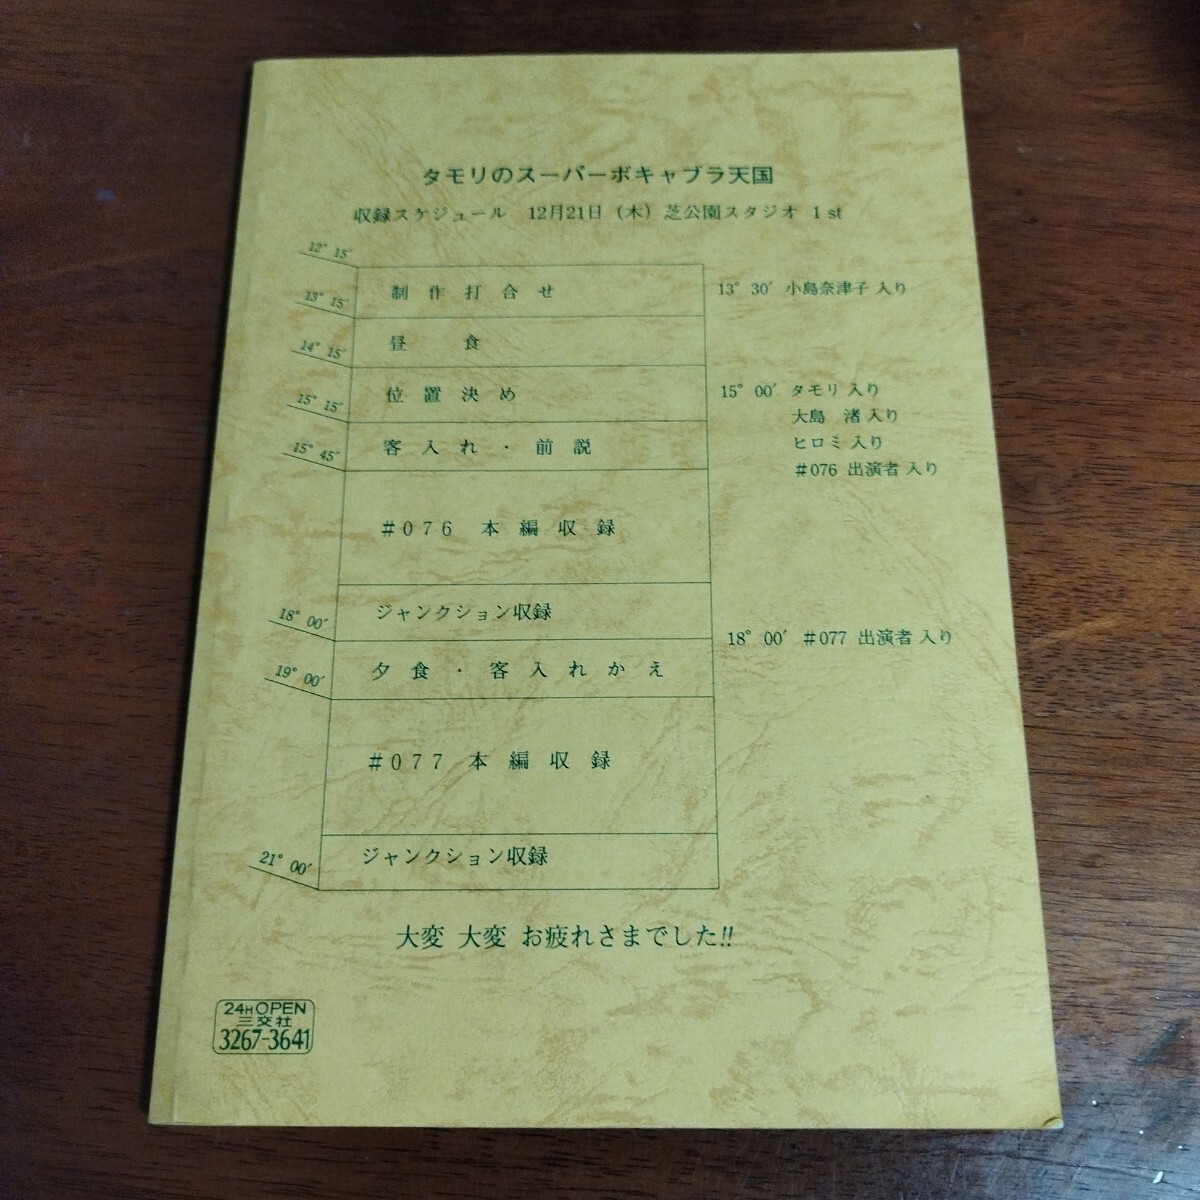 タモリのスーパーボキャブラ天国
収録スケジュール 12月21日（木）芝公園スタジオ 1 st
12° 15′
制作打合せ
13° 30′ 小島奈津子 入り
13° 15′
昼 食
14° 15′
位置決め
15° 00′ タモリ 入り
大島 渚 入り
15° 15′
客入れ・前説
ヒロミ 入り
15° 45′
＃076 出演者 入り
＃076 本編収録
ジャンクション収録
18° 00′
18° 00′ ＃077 出演者 入り
夕食・客入れかえ
19° 00′
＃077 本編収録
ジャンクション収録
21° 00′
大変 大変 お疲れさまでした!!
24H OPEN
三交社
3267-3641